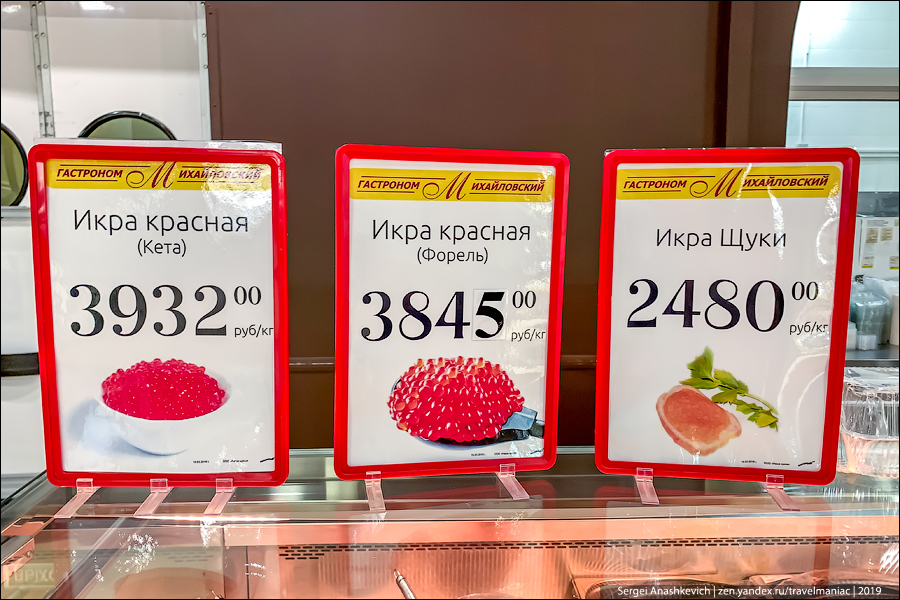 ГАСТРОНОМ МИХАЙЛОВСКИЙ
Икра красная
(Кета)
3932 00
руб/кг
ГАСТРОНОМ МИХАЙЛОВСКИЙ
Икра красная
(Форель)
3845 00
руб/кг
ГАСТРОНОМ МИХАЙЛОВСКИЙ
Икра Щуки
2480 00
руб/кг
Sergei Anashkevich | zen.yandex.ru/travelmaniac | 2019